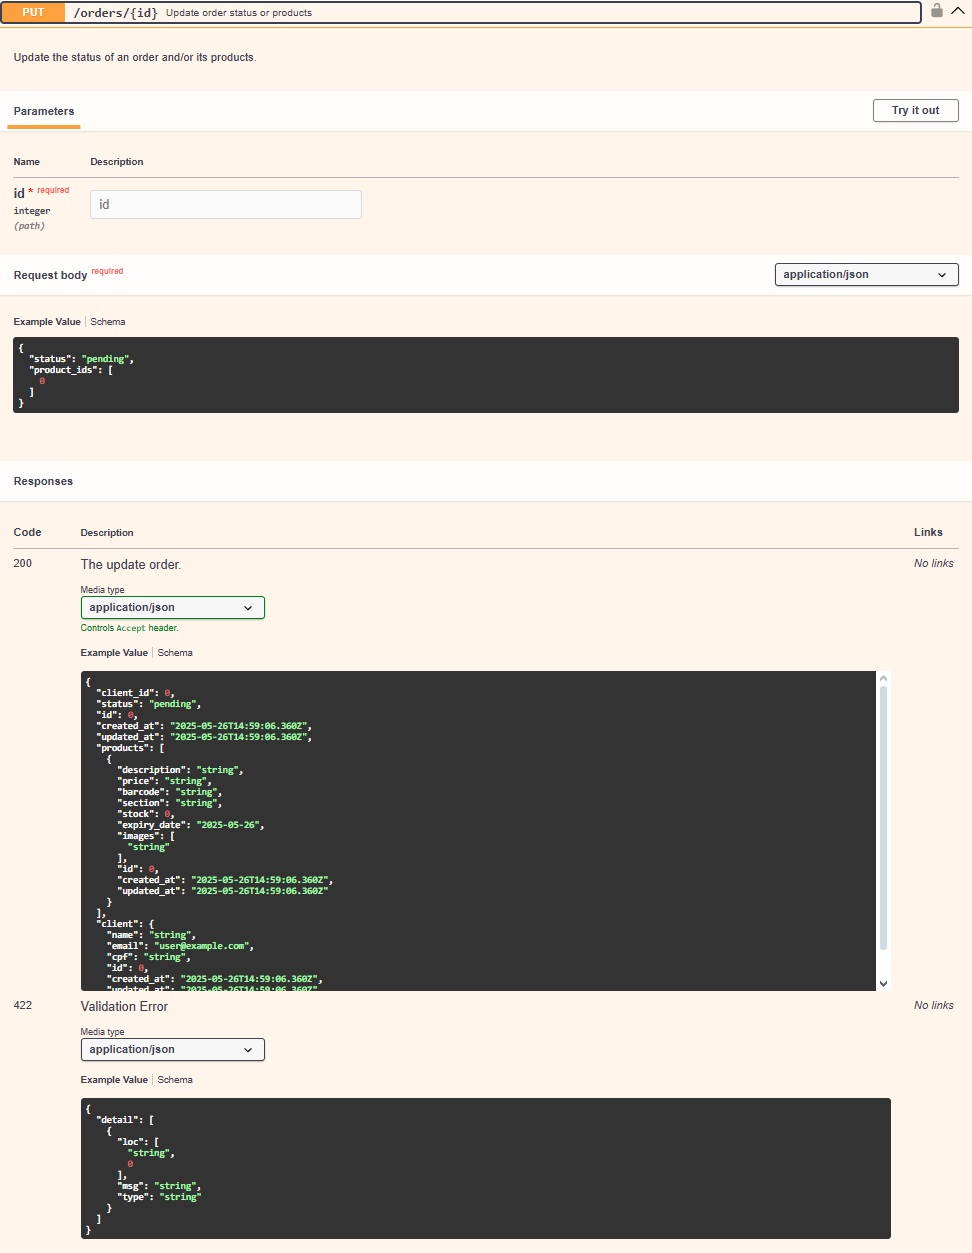 PUT /orders/{id} Update order status or products
Update the status of an order and/or its products.
Parameters
Try it out
Name Description
id * required
integer
(path)
id
Request body required
application/json
Example Value | Schema
{
  "status": "pending",
  "product_ids": [
    0
  ]
}
Responses
Code Description Links
200 The update order. No links
Media type
application/json
Controls Accept header.
Example Value | Schema
{
  "client_id": 0,
  "status": "pending",
  "id": 0,
  "created_at": "2025-05-26T14:59:06.360Z",
  "updated_at": "2025-05-26T14:59:06.360Z",
  "products": [
    {
      "description": "string",
      "price": "string",
      "barcode": "string",
      "section": "string",
      "stock": 0,
      "expiry_date": "2025-05-26",
      "images": [
        "string"
      ],
      "id": 0,
      "created_at": "2025-05-26T14:59:06.360Z",
      "updated_at": "2025-05-26T14:59:06.360Z"
    }
  ],
  "client": {
    "name": "string",
    "email": "user@example.com",
    "cpf": "string",
    "id": 0,
    "created_at": "2025-05-26T14:59:06.360Z",
    "updated_at": "2025-05-26T14:59:06.360Z"
422 Validation Error No links
Media type
application/json
Example Value | Schema
{
  "detail": [
    {
      "loc": [
        "string",
        0
      ],
      "msg": "string",
      "type": "string"
    }
  ]
}